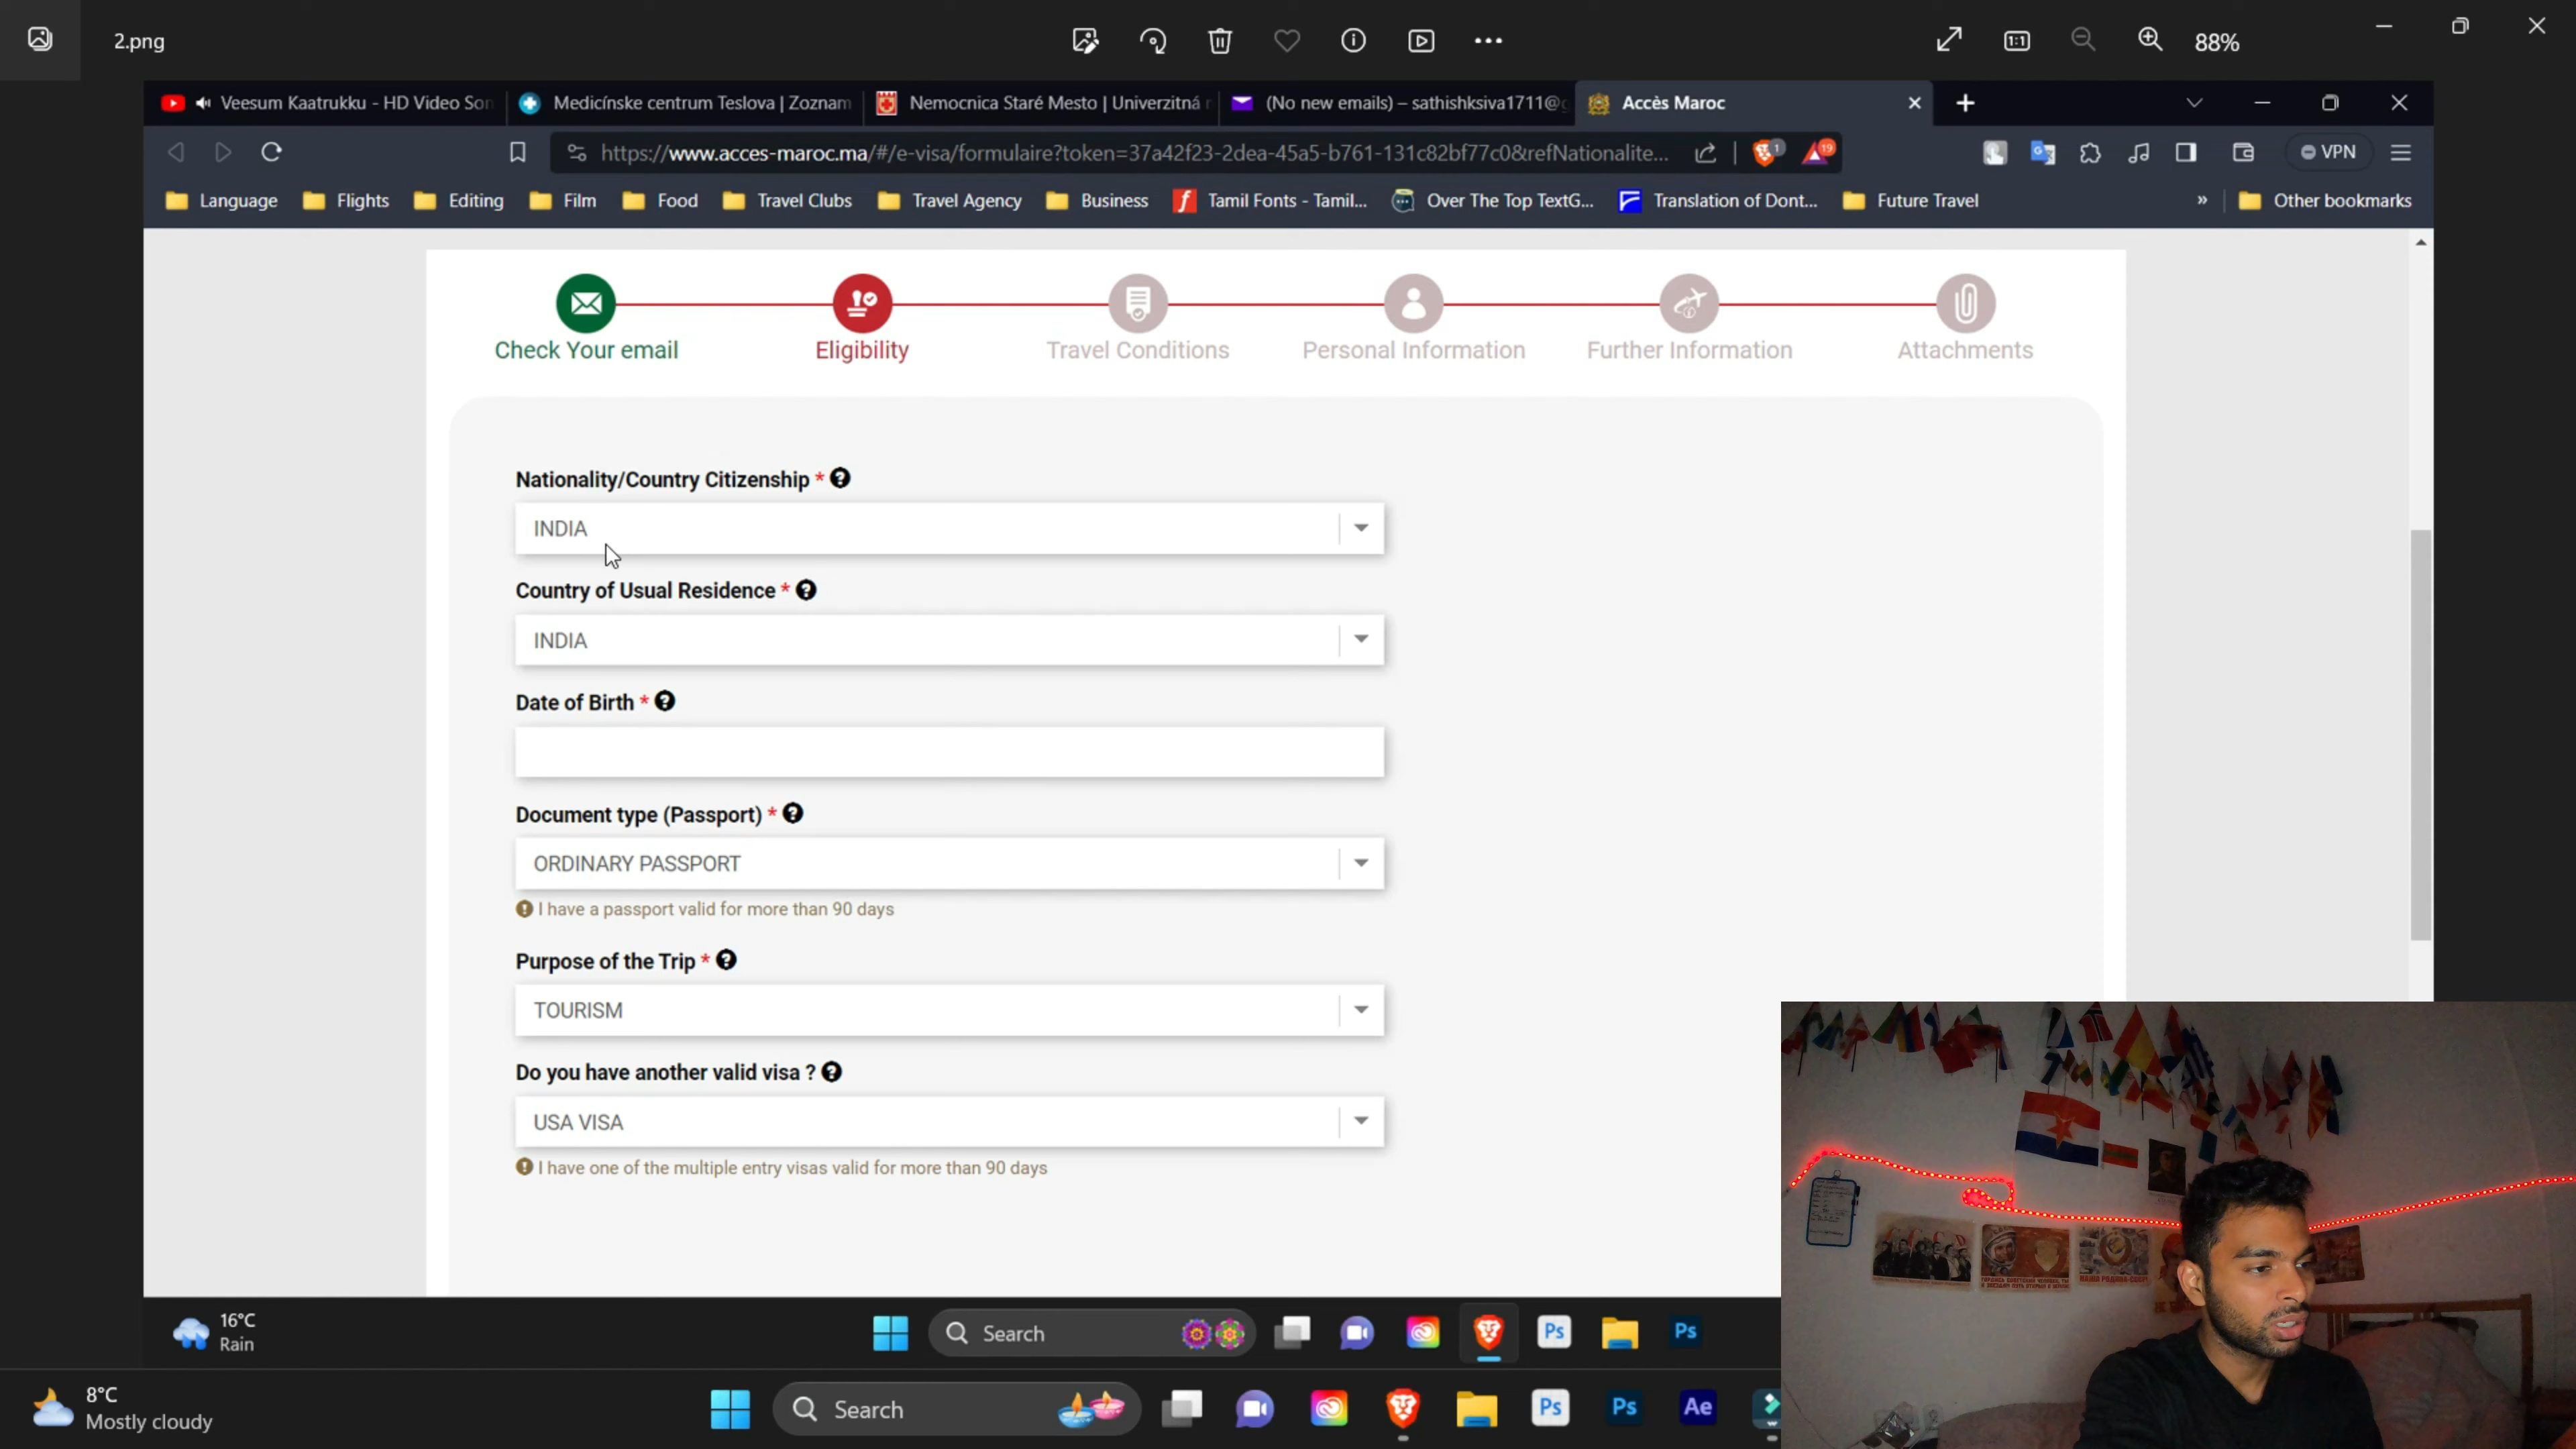 2.png
88%
Veesum Kaatrukku - HD Video Son
Medicínske centrum Teslova | Zoznam
Nemocnica Staré Mesto | Univerzitná n
(No new emails) – sathishksiva1711@g
Accès Maroc
https://www.acces-maroc.ma/#/e-visa/formulaire?token=37a42f23-2dea-45a5-b761-131c82bf77c0&refNationalite...
1
19
VPN
Language
Flights
Editing
Film
Food
Travel Clubs
Travel Agency
Business
Tamil Fonts - Tamil...
Over The Top TextG...
Translation of Dont...
Future Travel
»
Other bookmarks
Check Your email
Eligibility
Travel Conditions
Personal Information
Further Information
Attachments
Nationality/Country Citizenship *
INDIA
Country of Usual Residence *
INDIA
Date of Birth *
Document type (Passport) *
ORDINARY PASSPORT
I have a passport valid for more than 90 days
Purpose of the Trip *
TOURISM
Do you have another valid visa ?
USA VISA
I have one of the multiple entry visas valid for more than 90 days
16°C
Rain
Search
Ps
Ps
8°C
Mostly cloudy
Search
Ps
Ps
Ae